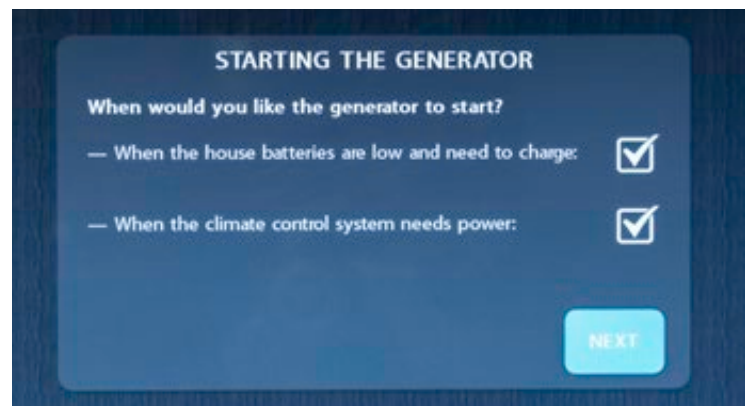 STARTING THE GENERATOR
When would you like the generator to start?
— When the house batteries are low and need to charge:
— When the climate control system needs power:
NEXT